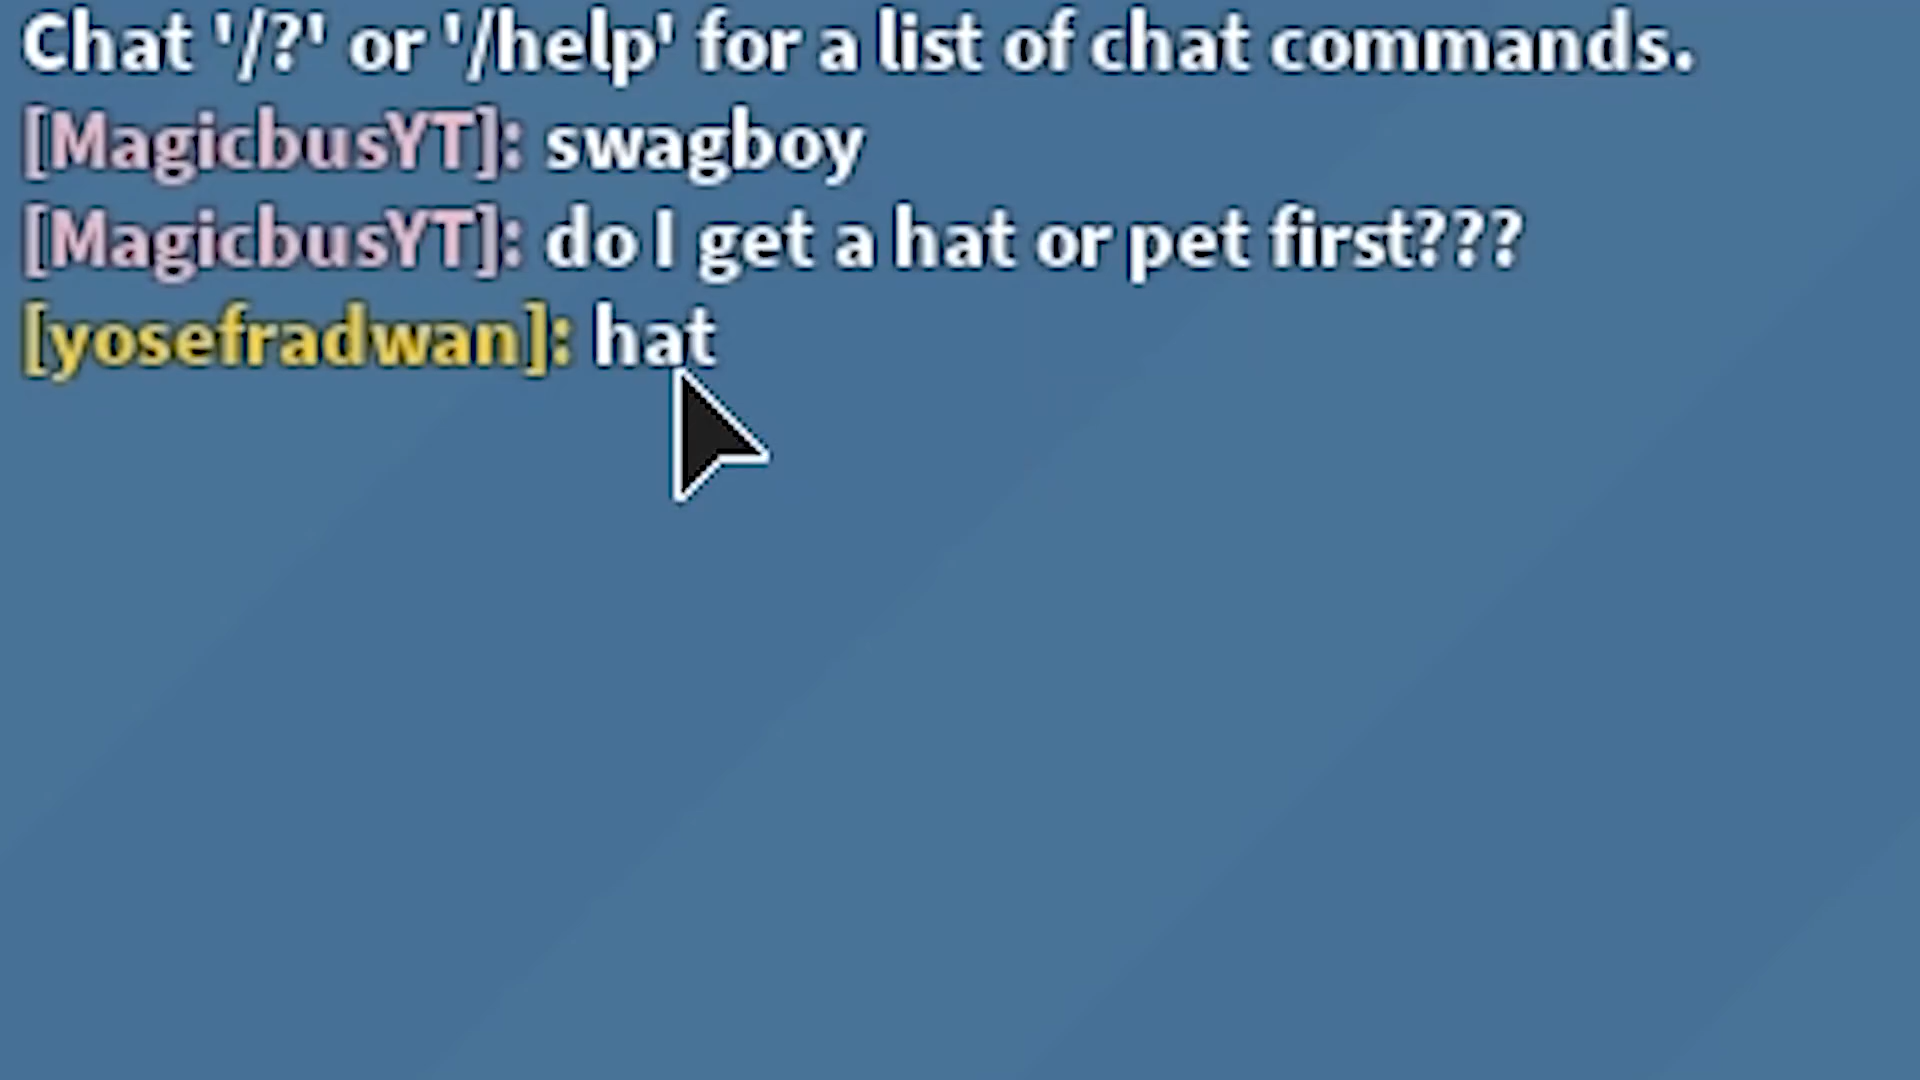 Chat '/?' or '/help' for a list of chat commands.
[MagicbusYT]: swagboy
[MagicbusYT]: do I get a hat or pet first???
[yosefradwan]: hat